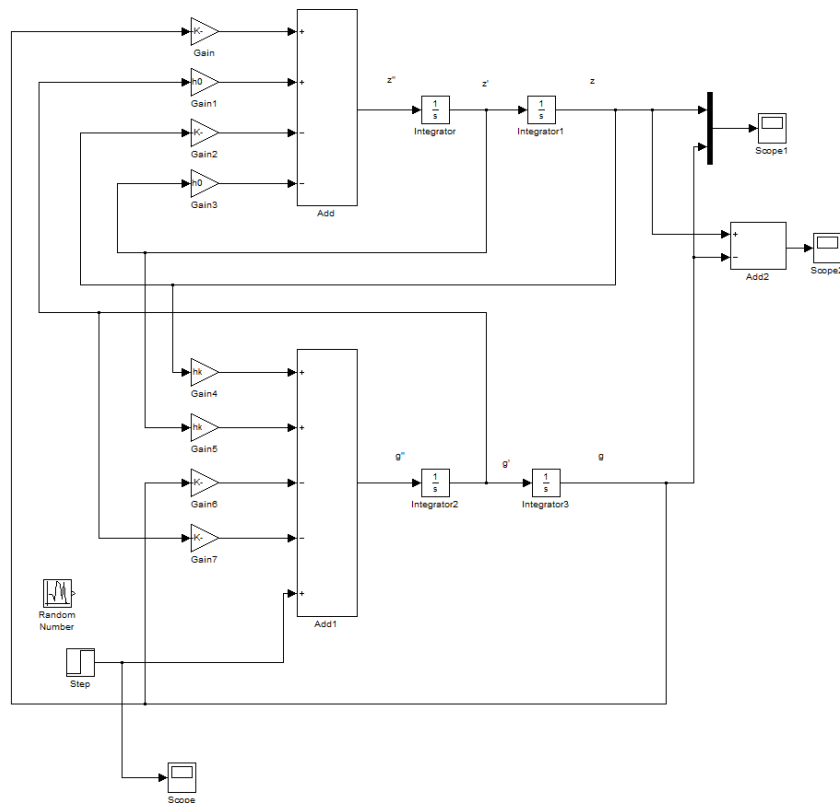 K-
+
Gain
h0
+
Gain1
K-
−
Gain2
h0
−
Gain3
Add
z''
1
s
Integrator
z'
1
s
Integrator1
z
Scope1
+
−
Add2
Scope2
hk
+
Gain4
hk
+
Gain5
K-
−
Gain6
K-
−
Gain7
+
Add1
g''
1
s
Integrator2
g'
1
s
Integrator3
g
Random
Number
Step
Scope